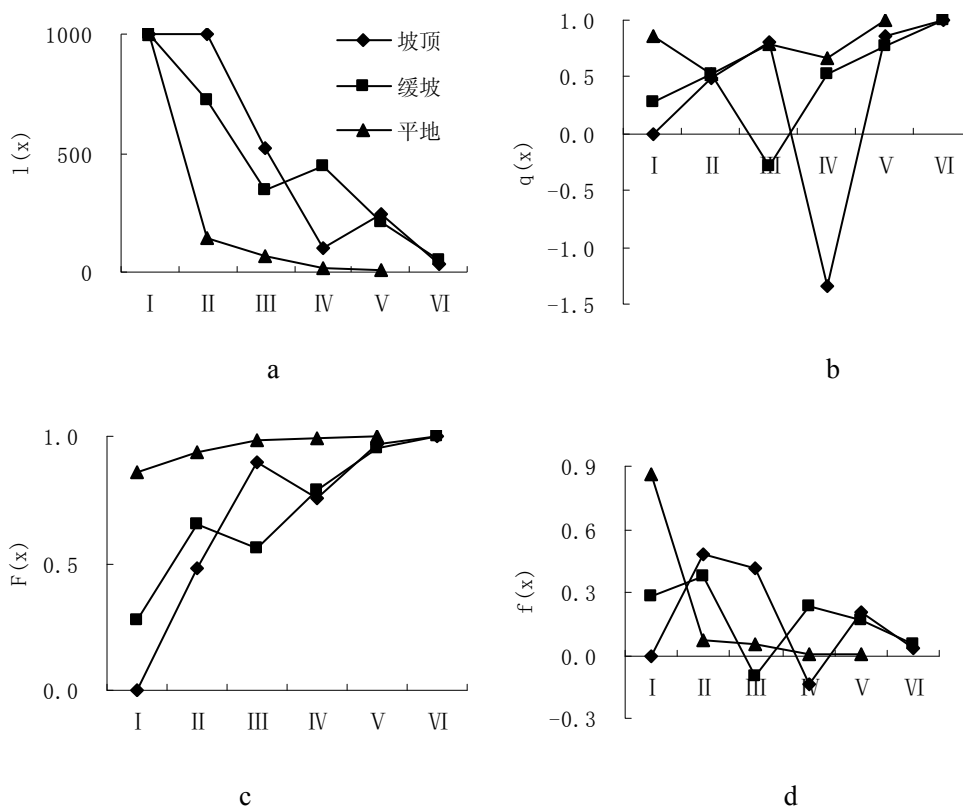 1000
500
0
l(x)
坡顶
缓坡
平地
Ⅰ Ⅱ Ⅲ Ⅳ Ⅴ Ⅵ
a
1.0
0.5
0.0
-0.5
-1.0
-1.5
q(x)
Ⅰ Ⅱ Ⅲ Ⅳ Ⅴ Ⅵ
b
1.0
0.5
0.0
F(x)
Ⅰ Ⅱ Ⅲ Ⅳ Ⅴ Ⅵ
c
0.9
0.6
0.3
0.0
-0.3
f(x)
Ⅰ Ⅱ Ⅲ Ⅳ Ⅴ Ⅵ
d